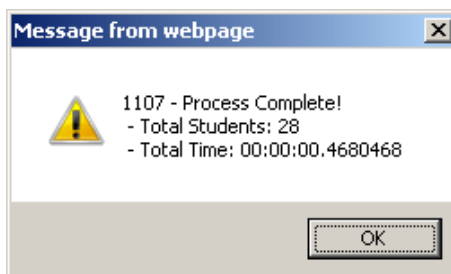 Message from webpage
1107 - Process Complete!
- Total Students: 28
- Total Time: 00:00:00.4680468
OK